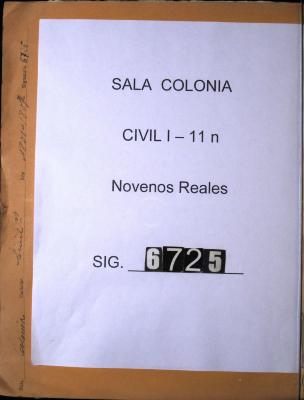 SALA COLONIA
CIVIL I – 11 n
Novenos Reales
SIG. 6725